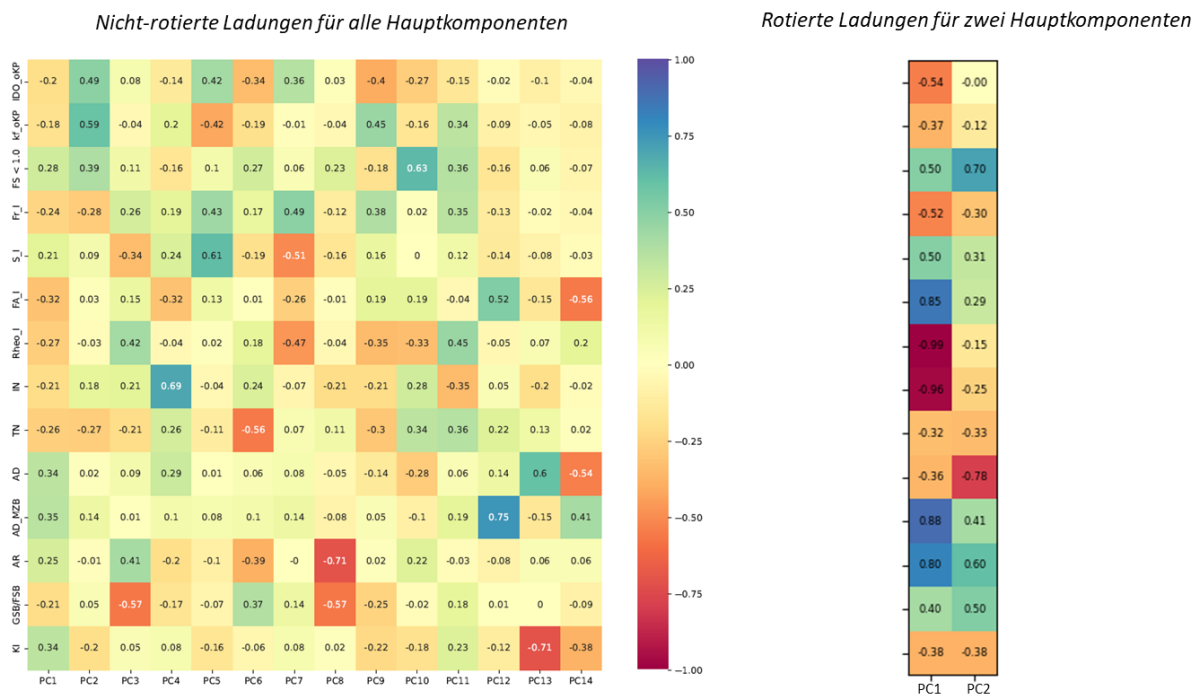 Nicht-rotierte Ladungen für alle Hauptkomponenten
Rotierte Ladungen für zwei Hauptkomponenten
IDO_oKP -0.2 0.49 0.08 -0.14 0.42 -0.34 0.36 0.03 -0.4 -0.27 -0.15 -0.02 -0.1 -0.04
kf_oKP -0.18 0.59 -0.04 0.2 -0.42 -0.19 -0.01 -0.04 0.45 -0.16 0.34 -0.09 -0.05 -0.08
FS < 1.0 0.28 0.39 0.11 -0.16 0.1 0.27 0.06 0.23 -0.18 0.63 0.36 -0.16 0.06 -0.07
Fr_I -0.24 -0.28 0.26 0.19 0.43 0.17 0.49 -0.12 0.38 0.02 0.35 -0.13 -0.02 -0.04
S_I 0.21 0.09 -0.34 0.24 0.61 -0.19 -0.51 -0.16 0.16 0 0.12 -0.14 -0.08 -0.03
FA_I -0.32 0.03 0.15 -0.32 0.13 0.01 -0.26 -0.01 0.19 0.19 -0.04 0.52 -0.15 -0.56
Rheo_I -0.27 -0.03 0.42 -0.04 0.02 0.18 -0.47 -0.04 -0.35 -0.33 0.45 -0.05 0.07 0.2
IN -0.21 0.18 0.21 0.69 -0.04 0.24 -0.07 -0.21 -0.21 0.28 -0.35 0.05 -0.2 -0.02
TN -0.26 -0.27 -0.21 0.26 -0.11 -0.56 0.07 0.11 -0.3 0.34 0.36 0.22 0.13 0.02
AD 0.34 0.02 0.09 0.29 0.01 0.06 0.08 -0.05 -0.14 -0.28 0.06 0.14 0.6 -0.54
AD_MZB 0.35 0.14 0.01 0.1 0.08 0.1 0.14 -0.08 0.05 -0.1 0.19 0.75 -0.15 0.41
AR 0.25 -0.01 0.41 -0.2 -0.1 -0.39 -0 -0.71 0.02 0.22 -0.03 -0.08 0.06 0.06
GSB/FSB -0.21 0.05 -0.57 -0.17 -0.07 0.37 0.14 -0.57 -0.25 -0.02 0.18 0.01 0 -0.09
KI 0.34 -0.2 0.05 0.08 -0.16 -0.06 0.08 0.02 -0.22 -0.18 0.23 -0.12 -0.71 -0.38
PC1 PC2 PC3 PC4 PC5 PC6 PC7 PC8 PC9 PC10 PC11 PC12 PC13 PC14
1.00
0.75
0.50
0.25
0.00
-0.25
-0.50
-0.75
-1.00
-0.54 -0.00
-0.37 -0.12
0.50 0.70
-0.52 -0.30
0.50 0.31
0.85 0.29
-0.99 -0.15
-0.96 -0.25
-0.32 -0.33
-0.36 -0.78
0.88 0.41
0.80 0.60
0.40 0.50
-0.38 -0.38
PC1 PC2